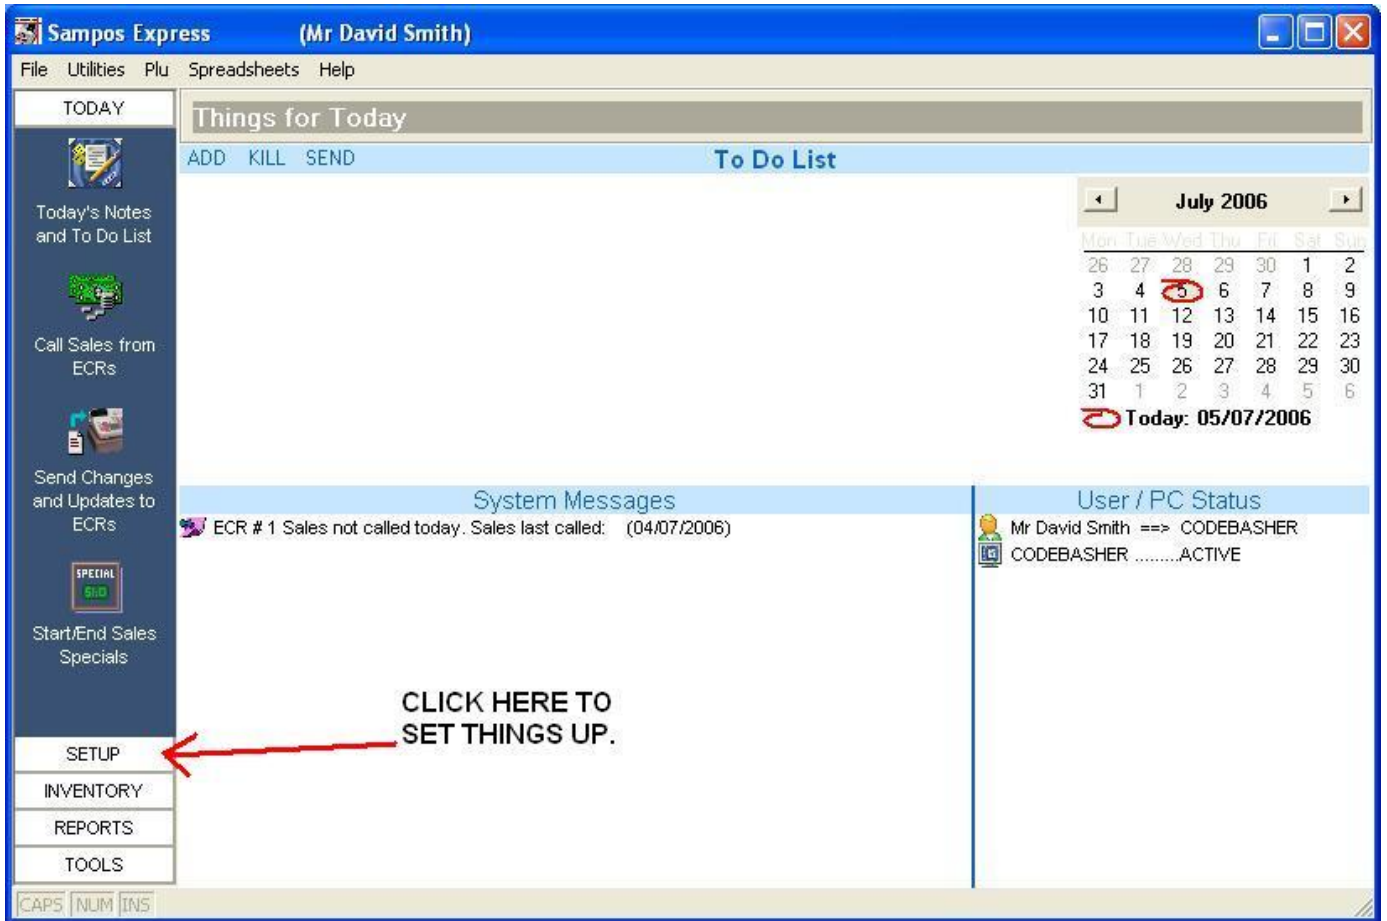 Sampos Express (Mr David Smith)
File Utilities Plu Spreadsheets Help
TODAY
Today's Notes
and To Do List
Call Sales from
ECRs
Send Changes
and Updates to
ECRs
SPECIAL
Start/End Sales
Specials
SETUP
INVENTORY
REPORTS
TOOLS
Things for Today
ADD KILL SEND To Do List
July 2006
Mon Tue Wed Thu Fri Sat Sun
26 27 28 29 30 1 2
3 4 5 6 7 8 9
10 11 12 13 14 15 16
17 18 19 20 21 22 23
24 25 26 27 28 29 30
31 1 2 3 4 5 6
Today: 05/07/2006
System Messages
ECR # 1 Sales not called today. Sales last called: (04/07/2006)
User / PC Status
Mr David Smith ==> CODEBASHER
CODEBASHER .........ACTIVE
CLICK HERE TO
SET THINGS UP.
CAPS NUM INS